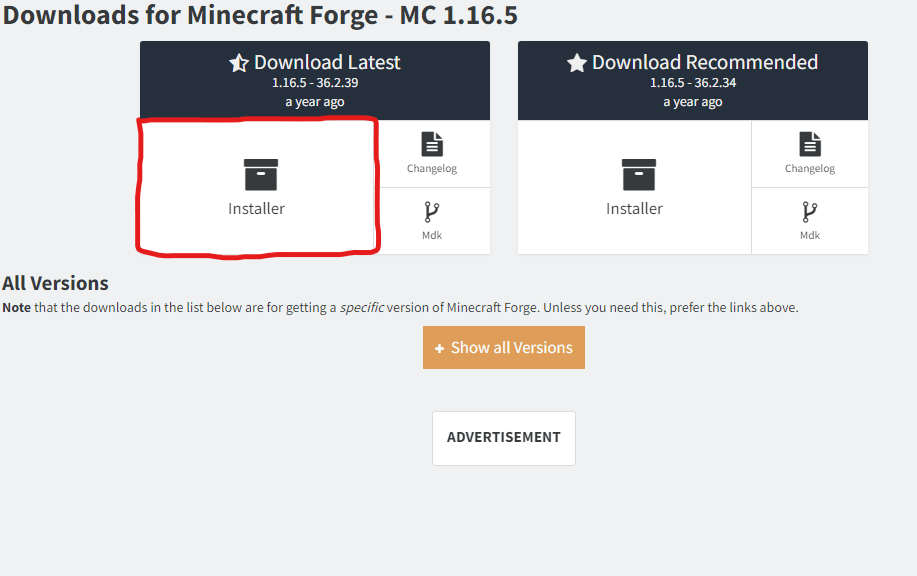 Downloads for Minecraft Forge - MC 1.16.5
Download Latest
1.16.5 - 36.2.39
a year ago
Installer
Changelog
Mdk
Download Recommended
1.16.5 - 36.2.34
a year ago
Installer
Changelog
Mdk
All Versions
Note that the downloads in the list below are for getting a specific version of Minecraft Forge. Unless you need this, prefer the links above.
+ Show all Versions
ADVERTISEMENT